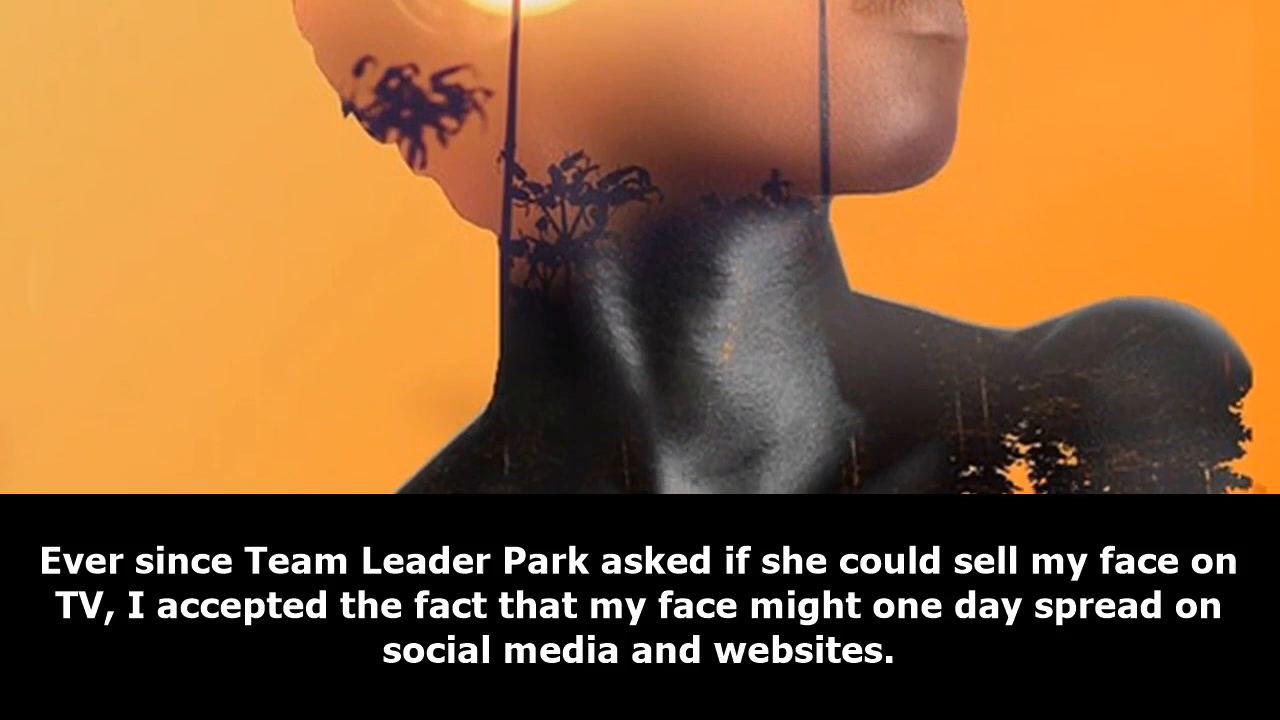 Ever since Team Leader Park asked if she could sell my face on
TV, I accepted the fact that my face might one day spread on
social media and websites.